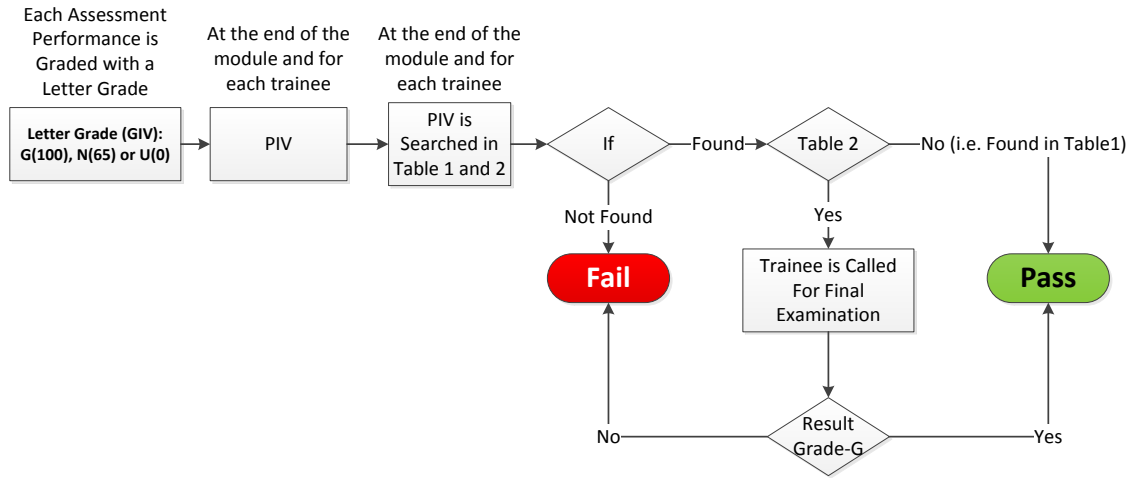 Each Assessment
Performance is
Graded with a
Letter Grade
At the end of the
module and for
each trainee
At the end of the
module and for
each trainee
Letter Grade (GIV):
G(100), N(65) or U(0)
PIV
PIV is
Searched in
Table 1 and 2
If
Found
Table 2
No (i.e. Found in Table1)
Not Found
Yes
Fail
Trainee is Called
For Final
Examination
Pass
No
Result
Grade-G
Yes